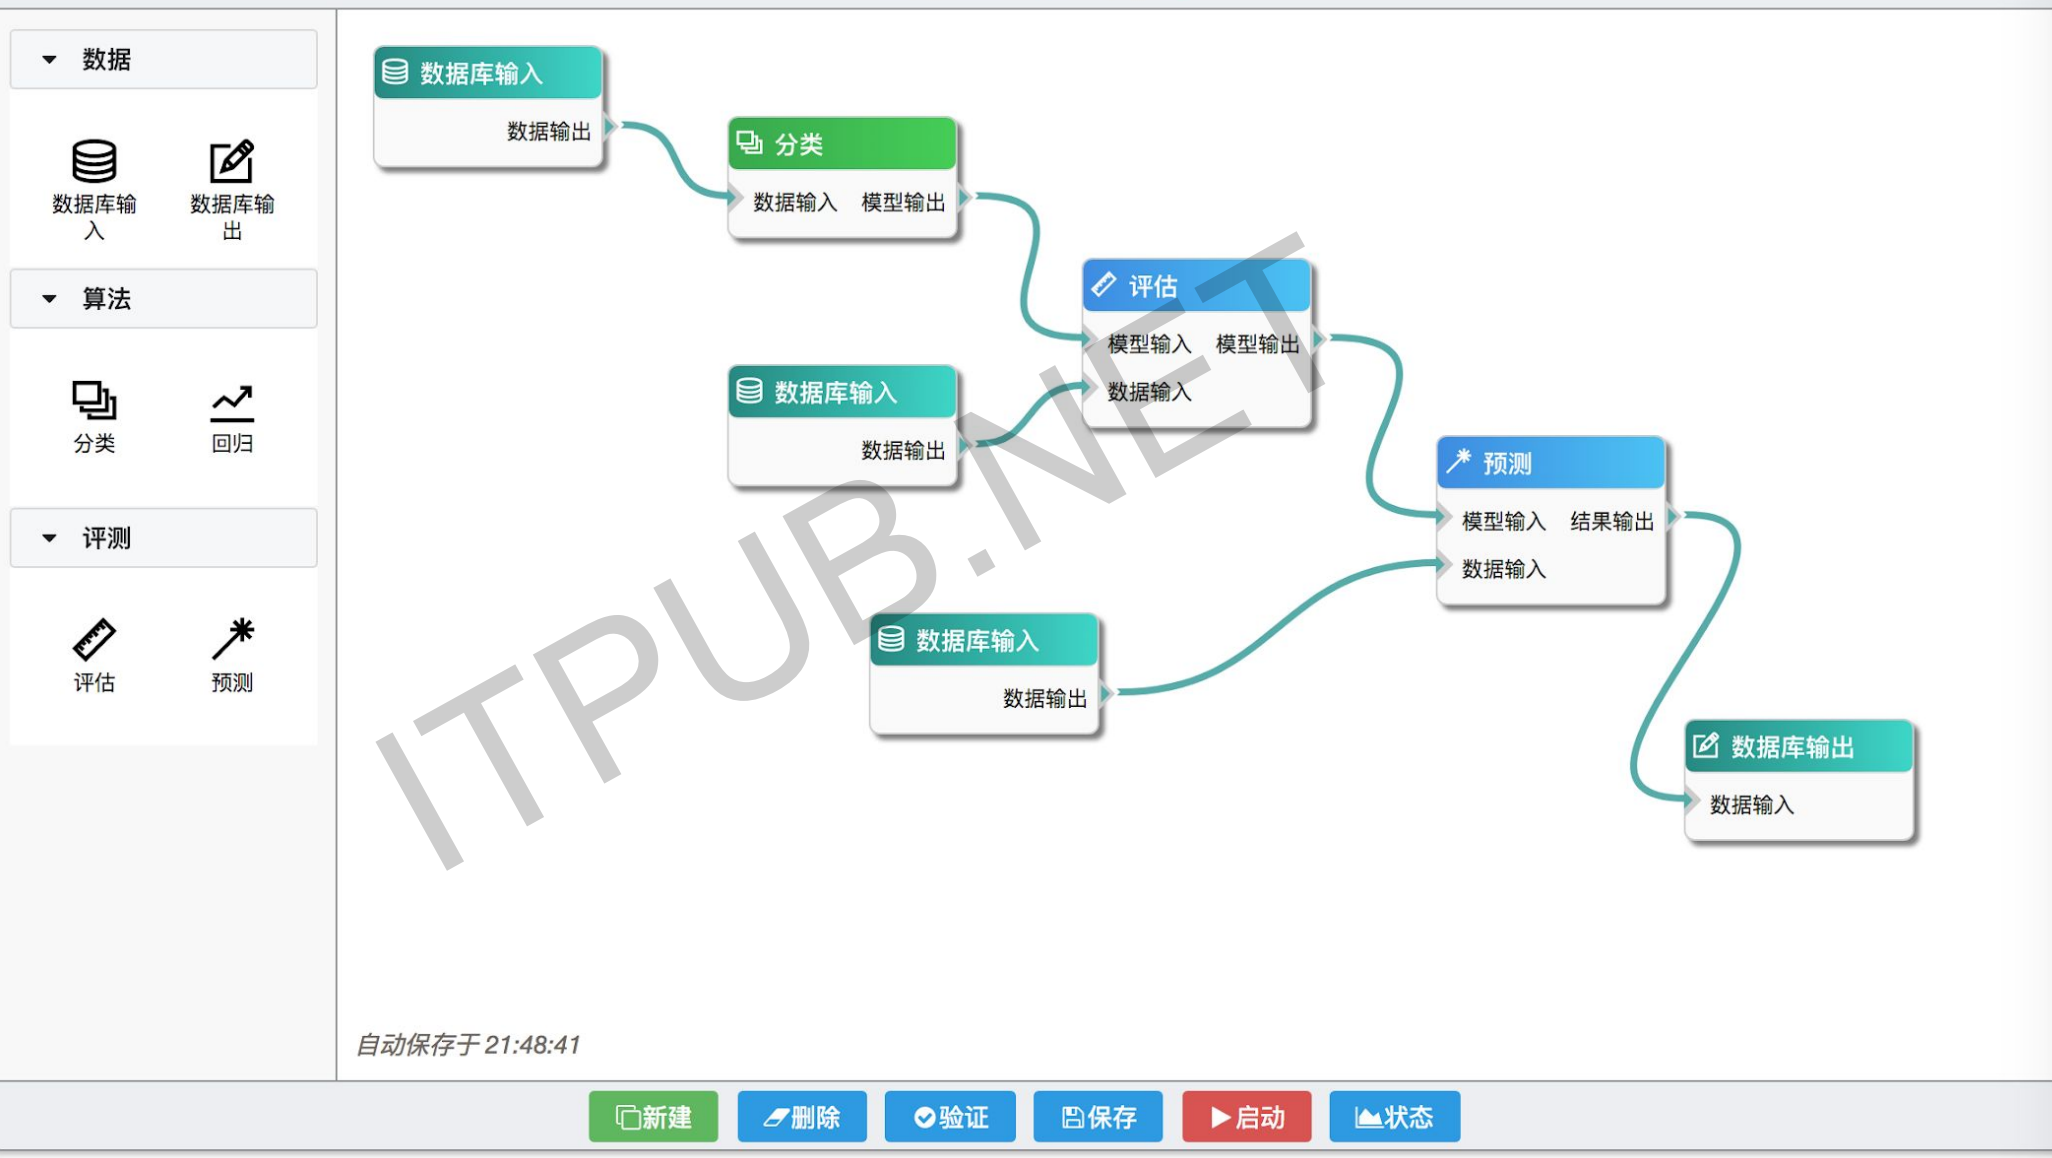 数据
数据库输
入
数据库输
出
算法
分类
回归
评测
评估
预测
数据库输入
数据输出
分类
数据输入 模型输出
评估
模型输入 模型输出
数据输入
数据库输入
数据输出
预测
模型输入 结果输出
数据输入
数据库输入
数据输出
数据库输出
数据输入
ITPUB.NET
自动保存于 21:48:41
新建 删除 验证 保存 启动 状态